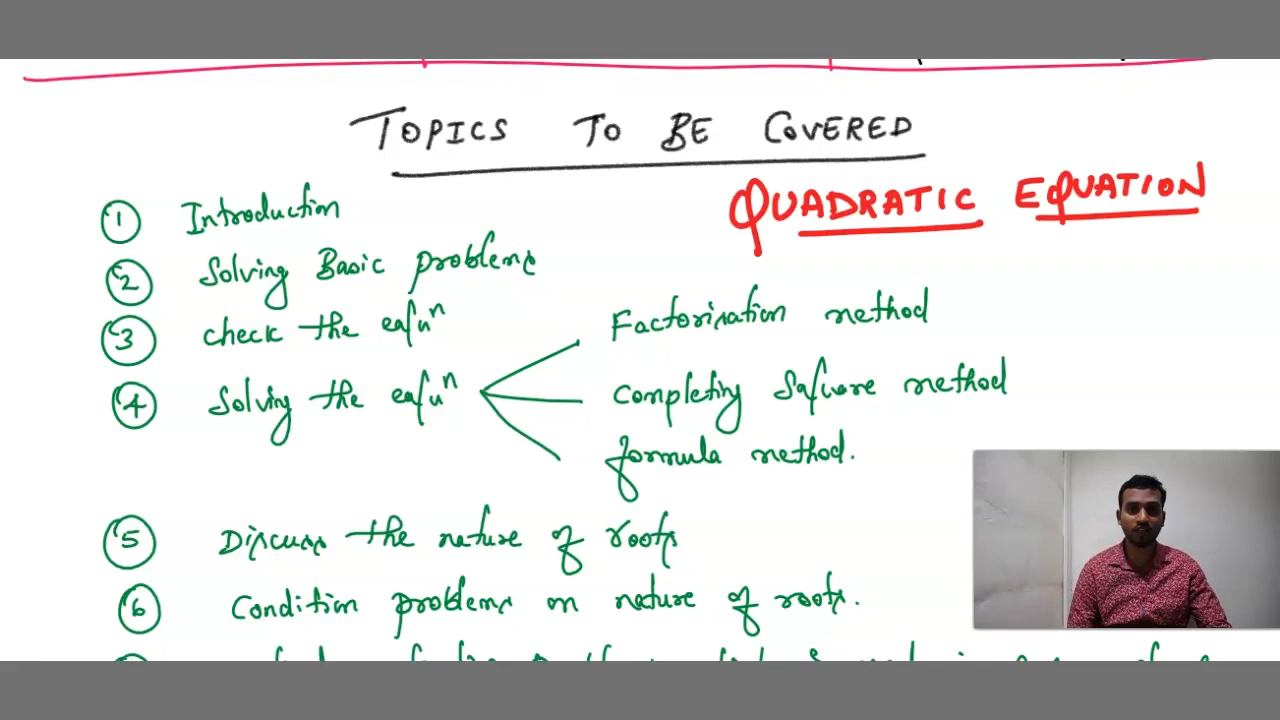 TOPICS TO BE COVERED
QUADRATIC EQUATION
1 Introduction
2 Solving Basic problems
3 check the eqуⁿ
4 Solving the eqуⁿ
Factorisation method
Completing Square method
formula method.
5 Discuss the nature of roots
6 Condition problems on nature of roots.